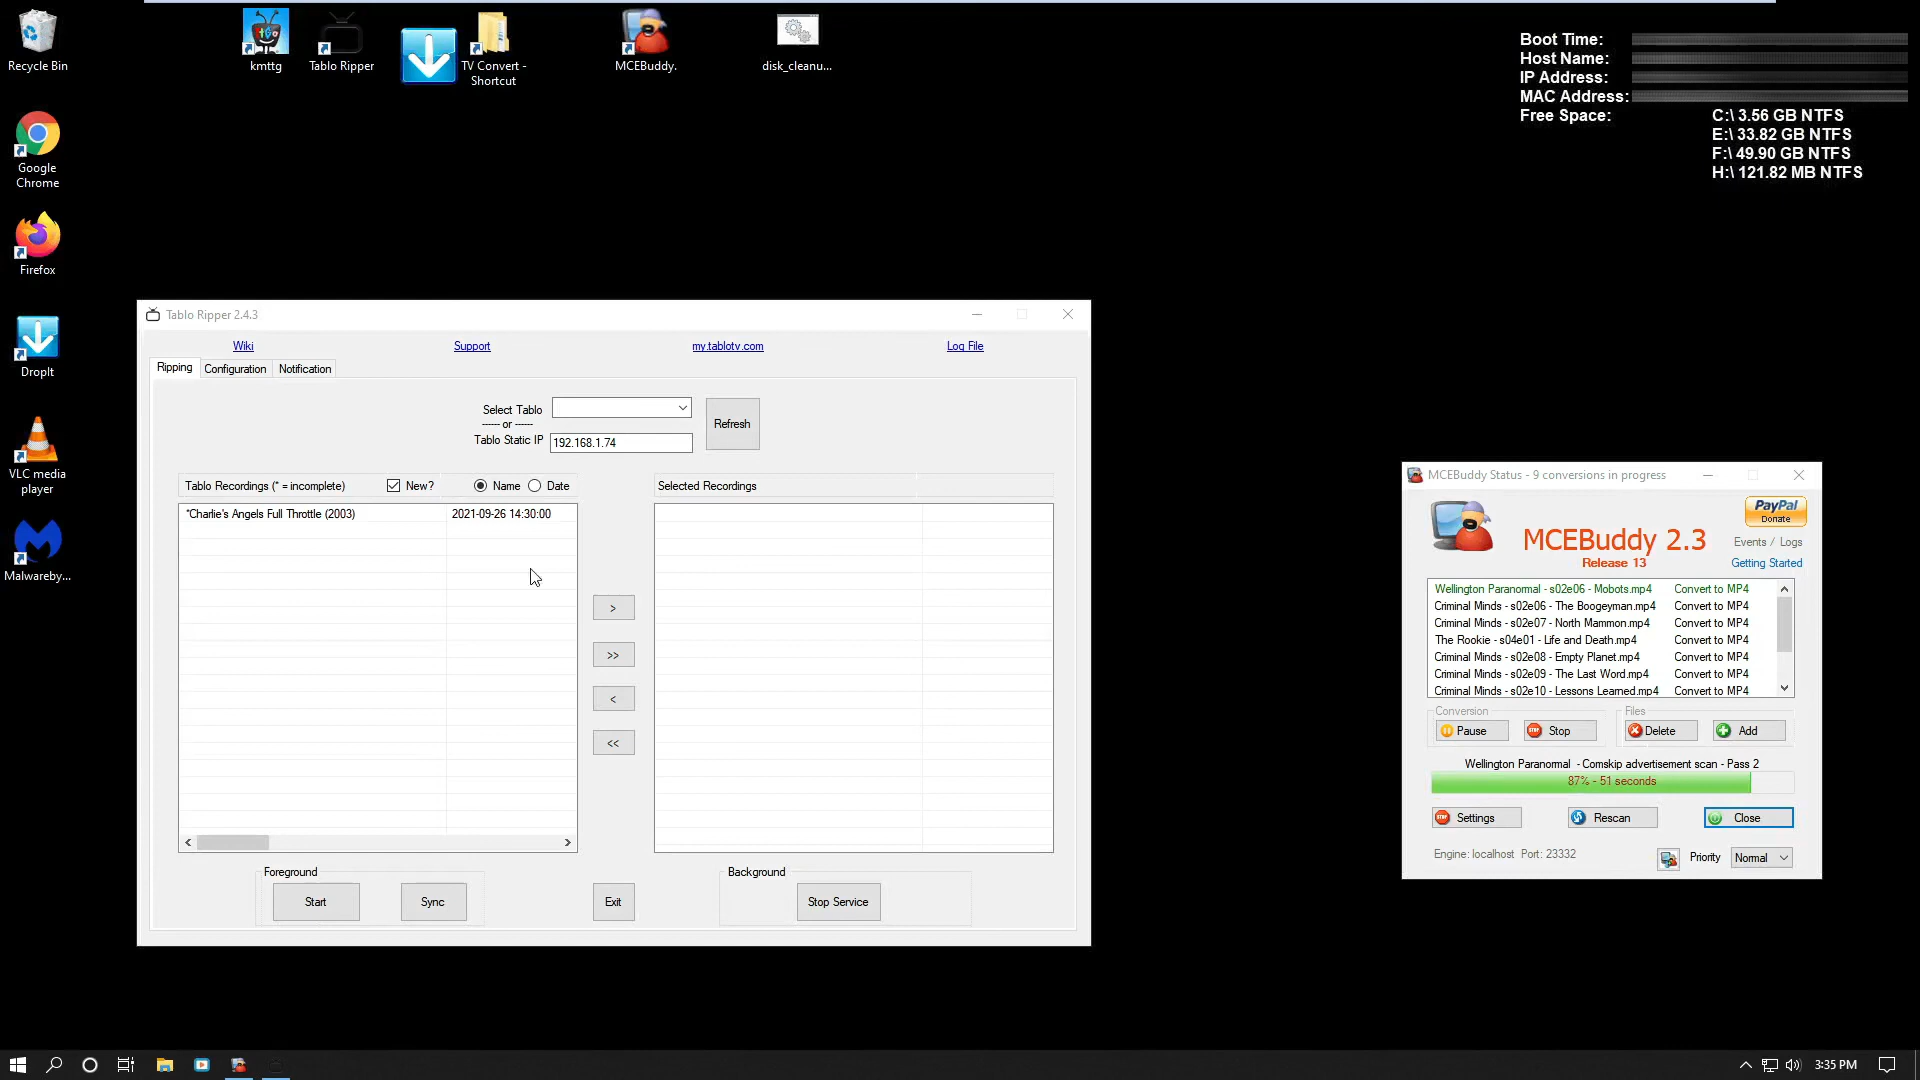 Recycle Bin
kmttg
Tablo Ripper
TV Convert -
Shortcut
MCEBuddy.
disk_cleanu...
Boot Time:
Host Name:
IP Address:
MAC Address:
Free Space:
C:\ 3.56 GB NTFS
E:\ 33.82 GB NTFS
F:\ 49.90 GB NTFS
H:\ 121.82 MB NTFS
Google
Chrome
Firefox
DropIt
VLC media
player
Malwareby...
Tablo Ripper 2.4.3
Wiki
Support
my.tablotv.com
Log File
Ripping
Configuration
Notification
Select Tablo
------ or ------
Tablo Static IP
192.168.1.74
Refresh
Tablo Recordings (* = incomplete)
New?
Name
Date
Selected Recordings
*Charlie's Angels Full Throttle (2003)
2021-09-26 14:30:00
>
>>
<
<<
Foreground
Start
Sync
Exit
Background
Stop Service
MCEBuddy Status - 9 conversions in progress
PayPal
Donate
MCEBuddy 2.3
Release 13
Events / Logs
Getting Started
Wellington Paranormal - s02e06 - Mobots.mp4 Convert to MP4
Criminal Minds - s02e06 - The Boogeyman.mp4 Convert to MP4
Criminal Minds - s02e07 - North Mammon.mp4 Convert to MP4
The Rookie - s04e01 - Life and Death.mp4 Convert to MP4
Criminal Minds - s02e08 - Empty Planet.mp4 Convert to MP4
Criminal Minds - s02e09 - The Last Word.mp4 Convert to MP4
Criminal Minds - s02e10 - Lessons Learned.mp4 Convert to MP4
Conversion
Pause
Stop
Files
Delete
Add
Wellington Paranormal - Comskip advertisement scan - Pass 2
87% - 51 seconds
Settings
Rescan
Close
Engine: localhost Port: 23332
Priority
Normal
3:35 PM